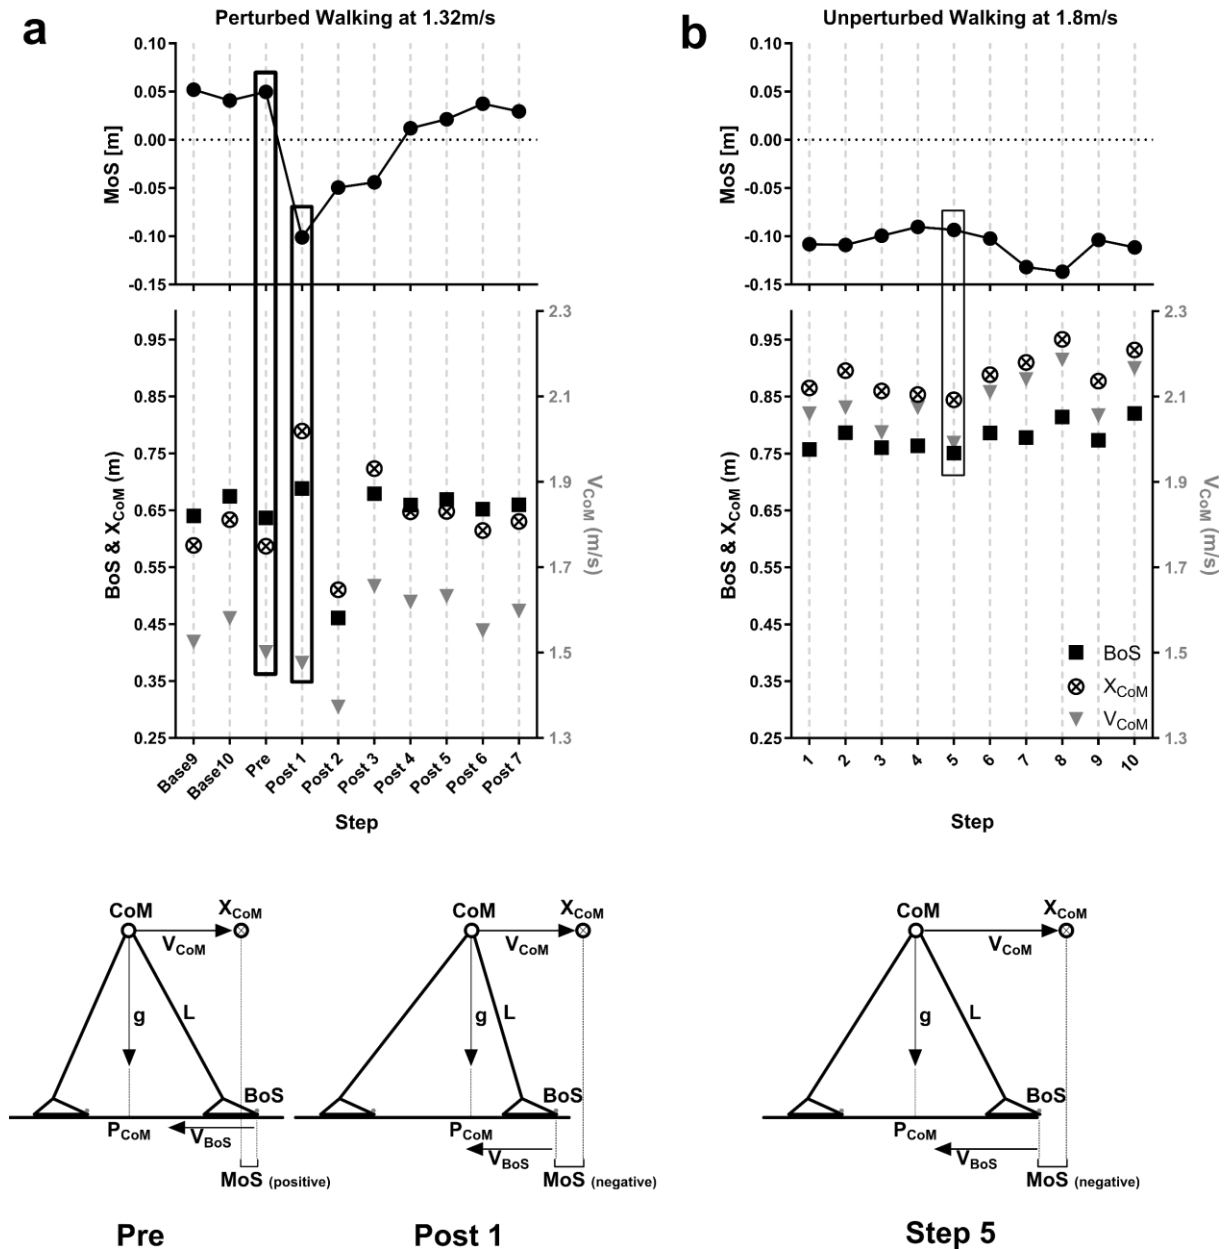 a
Perturbed Walking at 1.32m/s
MoS [m]
0.10
0.05
0.00
-0.05
-0.10
-0.15
BoS & XCoM (m)
0.95
0.85
0.75
0.65
0.55
0.45
0.35
0.25
2.3
2.1
1.9
1.7
1.5
1.3
VCoM (m/s)
Base9 Base10 Pre Post 1 Post 2 Post 3 Post 4 Post 5 Post 6 Post 7
Step
b
Unperturbed Walking at 1.8m/s
MoS [m]
0.10
0.05
0.00
-0.05
-0.10
-0.15
BoS & XCoM (m)
0.95
0.85
0.75
0.65
0.55
0.45
0.35
0.25
2.3
2.1
1.9
1.7
1.5
1.3
VCoM (m/s)
BoS
XCoM
VCoM
1 2 3 4 5 6 7 8 9 10
Step
CoM
XCoM
VCoM
g
L
BoS
PCoM
VBoS
MoS (positive)
Pre
CoM
XCoM
VCoM
g
L
BoS
PCoM
VBoS
MoS (negative)
Post 1
CoM
XCoM
VCoM
g
L
BoS
PCoM
VBoS
MoS (negative)
Step 5